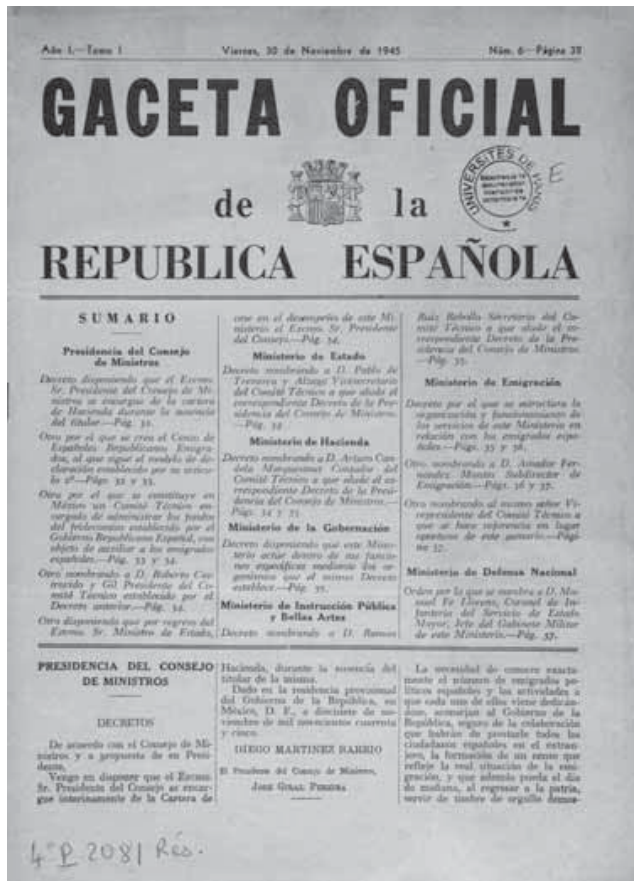 Año I.—Tomo I
Viernes, 30 de Noviembre de 1945
Núm. 6—Página
GACETA OFICIAL
de la
REPUBLICA ESPAÑOLA
UNIVERSITES DE PARIS
E
SUMARIO
Presidencia del Consejo
de Ministros
Decreto disponiendo que el Excmo.
Sr. Presidente del Consejo de Mi-
nistros se encargue de la cartera
de Hacienda durante la ausencia
del titular.—Pág.
Otro por el que se crea el Censo de
Españoles Republicanos Emigra-
dos, al que sigue el modelo de de-
claración establecido por su artícu-
lo —Págs. 32 y 33.
Otro por el que se constituye en
México un Comité Técnico en-
cargado de administrar los fondos
del fideicomiso establecido por el
Gobierno Republicano Español, con
objeto de auxiliar a los emigrados
españoles.—Pág. 33 y 34.
Otro nombrando a D. Roberto Cas-
trovido y Gil Presidente del Co-
mité Técnico establecido por el
Decreto anterior.—Pág. 34.
Otro disponiendo que por regreso del
Excmo. Sr. Ministro de Estado,
cese en el desempeño de este Mi-
nisterio el Excmo. Sr. Presidente
del Consejo.—Pág. 34.
Ministerio de Estado
Decreto nombrando a D. Pablo de
Tremoya y Alzaga Vicesecretario
del Comité Técnico a que alude el
correspondiente Decreto de la Pre-
sidencia del Consejo de Ministros.—
Pág. 34.
Ministerio de Hacienda
Decreto nombrando a D. Arturo Can-
dela Contador del
Comité Técnico a que alude el co-
rrespondiente Decreto de la Presi-
dencia del Consejo de Ministros.—
Págs. 34 y 35.
Ministerio de la Gobernación
Decreto disponiendo que este Minis-
terio actúe dentro de sus funcio-
nes específicas mediante los or-
ganismos que el mismo Decreto
establece.—Pág. 35.
Ministerio de Instrucción Pública
y Bellas Artes
Decreto nombrando a D. Ramón
Ruiz Rebollo Secretario del Co-
mité Técnico a que alude el co-
rrespondiente Decreto de la Pre-
sidencia del Consejo de Ministros.
Pág. 35.
Ministerio de Emigración
Decreto por el que se estructura la
organización y funcionamiento de
los servicios de este Ministerio en
relación con los emigrados espa-
ñoles.—Págs. 35 y 36.
Otro nombrando a D. Amador Fer-
nández Montes Subdirector de
Emigración.—Págs. 36 y 37.
Otro nombrando al mismo señor Vi-
cepresidente del Comité Técnico a
que se hace referencia en lugar
oportuno de este sumario.—Pági-
na 37.
Ministerio de Defensa Nacional
Orden por la que se nombra a D. Ma-
nuel Fe Llorens, Coronel de In-
fantería del Servicio de Estado
Mayor, Jefe del Gabinete Militar
de este Ministerio.—Pág. 37.
PRESIDENCIA DEL CONSEJO
DE MINISTROS
DECRETOS
De acuerdo con el Consejo de Mi-
nistros y a propuesta de su Presi-
dente,
Vengo en disponer que el Excmo.
Sr. Presidente del Consejo se encar-
gue interinamente de la Cartera de
Hacienda, durante la ausencia del
titular de la misma.
Dado en la residencia provisional
del Gobierno de la República, en
México, D. F., a diecisiete de no-
viembre de mil novecientos cuarenta
y cinco.
DIEGO MARTINEZ BARRIO
El Presidente del Consejo de Ministros,
JOSE GIRAL PEREIRA
La necesidad de conocer exacta-
mente el número de emigrados po-
líticos españoles y las actividades a
que cada uno de ellos viene dedicán-
dose, aconsejan al Gobierno de la
República, seguro de la colaboración
que habrán de prestarle todos los
ciudadanos españoles en el extran-
jero, la formación de un censo que
refleje la real situación de la emi-
gración, y que además pueda el día
de mañana, al regresar a la patria,
servir de timbre de orgullo
4° P 2081 Rés.